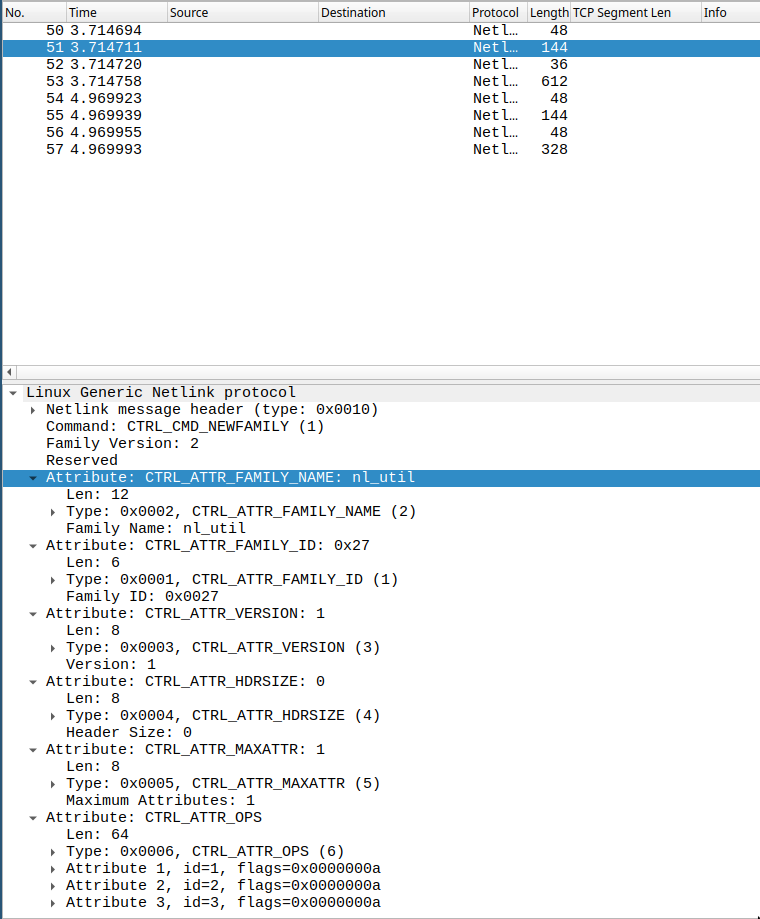 No. Time Source Destination Protocol Length TCP Segment Len Info
50 3.714694 Netl… 48
51 3.714711 Netl… 144
52 3.714720 Netl… 36
53 3.714758 Netl… 612
54 4.969923 Netl… 48
55 4.969939 Netl… 144
56 4.969955 Netl… 48
57 4.969993 Netl… 328
Linux Generic Netlink protocol
Netlink message header (type: 0x0010)
Command: CTRL_CMD_NEWFAMILY (1)
Family Version: 2
Reserved
Attribute: CTRL_ATTR_FAMILY_NAME: nl_util
Len: 12
Type: 0x0002, CTRL_ATTR_FAMILY_NAME (2)
Family Name: nl_util
Attribute: CTRL_ATTR_FAMILY_ID: 0x27
Len: 6
Type: 0x0001, CTRL_ATTR_FAMILY_ID (1)
Family ID: 0x0027
Attribute: CTRL_ATTR_VERSION: 1
Len: 8
Type: 0x0003, CTRL_ATTR_VERSION (3)
Version: 1
Attribute: CTRL_ATTR_HDRSIZE: 0
Len: 8
Type: 0x0004, CTRL_ATTR_HDRSIZE (4)
Header Size: 0
Attribute: CTRL_ATTR_MAXATTR: 1
Len: 8
Type: 0x0005, CTRL_ATTR_MAXATTR (5)
Maximum Attributes: 1
Attribute: CTRL_ATTR_OPS
Len: 64
Type: 0x0006, CTRL_ATTR_OPS (6)
Attribute 1, id=1, flags=0x0000000a
Attribute 2, id=2, flags=0x0000000a
Attribute 3, id=3, flags=0x0000000a